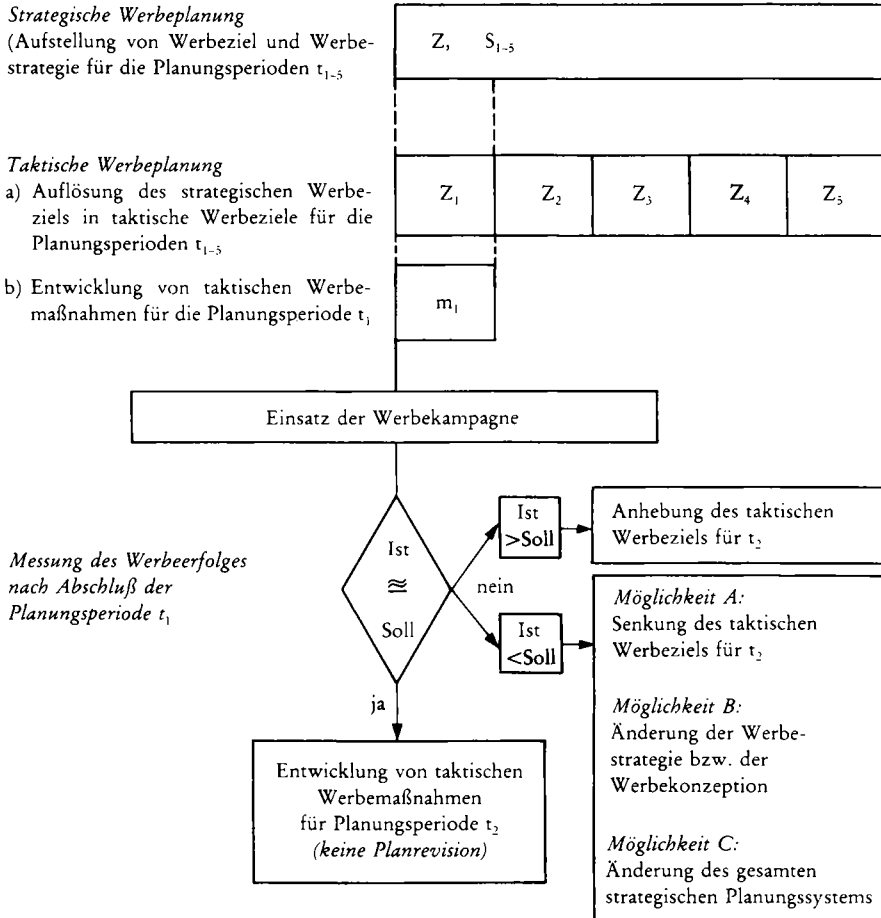 Strategische Werbeplanung
(Aufstellung von Werbeziel und Werbe-
strategie für die Planungsperioden t₁₋₅
Z, S₁₋₅
Taktische Werbeplanung
a) Auflösung des strategischen Werbe-
ziels in taktische Werbeziele für die
Planungsperioden t₁₋₅
Z₁ Z₂ Z₃ Z₄ Z₅
b) Entwicklung von taktischen Werbe-
maßnahmen für die Planungsperiode t₁
m₁
Einsatz der Werbekampagne
Messung des Werbeerfolges
nach Abschluß der
Planungsperiode t₁
Ist
≅
Soll
nein
Ist
>Soll
Anhebung des taktischen
Werbeziels für t₂
Ist
<Soll
Möglichkeit A:
Senkung des taktischen
Werbeziels für t₂
Möglichkeit B:
Änderung der Werbe-
strategie bzw. der
Werbekonzeption
Möglichkeit C:
Änderung des gesamten
strategischen Planungssystems
ja
Entwicklung von taktischen
Werbemaßnahmen
für Planungsperiode t₂
(keine Planrevision)